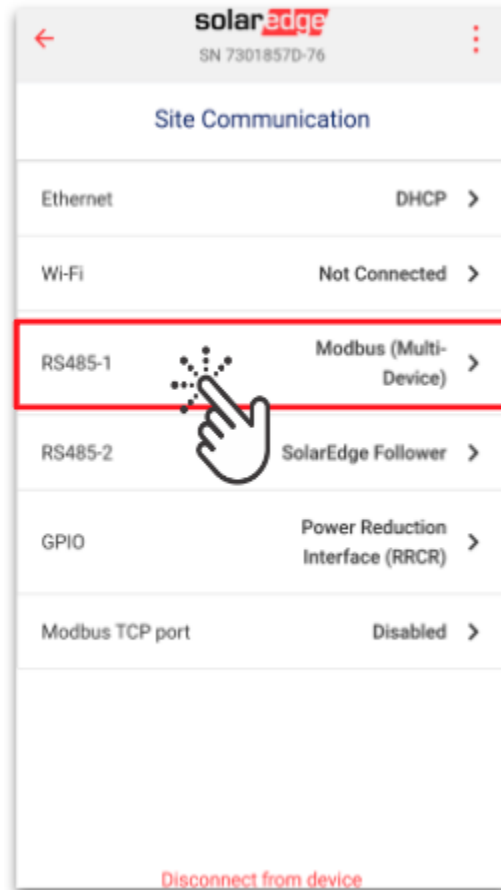 solaredge
SN 7301857D-76
Site Communication
Ethernet DHCP
Wi-Fi Not Connected
RS485-1 Modbus (Multi-
Device)
RS485-2 SolarEdge Follower
GPIO Power Reduction
Interface (RRCR)
Modbus TCP port Disabled
Disconnect from device